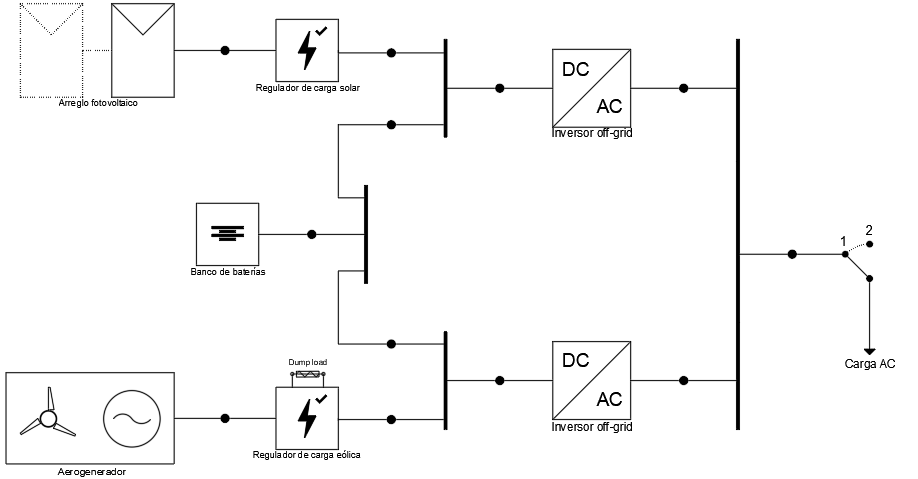 Arreglo fotovoltaico
Regulador de carga solar
DC
AC
Inversor off-grid
Banco de baterías
1
2
Carga AC
Dump load
Aerogenerador
Regulador de carga eólica
DC
AC
Inversor off-grid